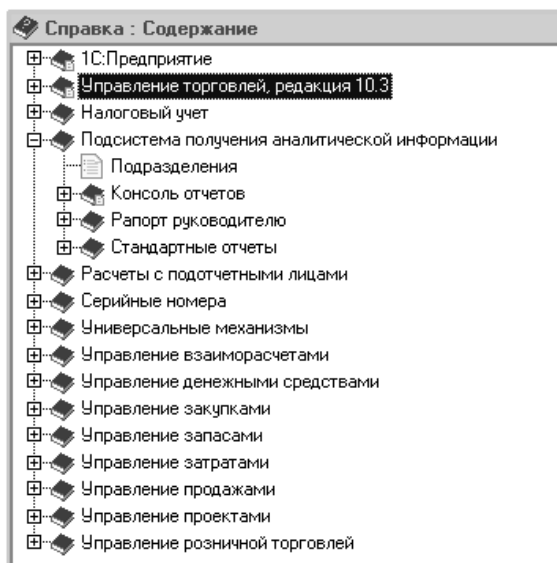 Справка : Содержание
1С:Предприятие
Управление торговлей, редакция 10.3
Налоговый учет
Подсистема получения аналитической информации
Подразделения
Консоль отчетов
Рапорт руководителю
Стандартные отчеты
Расчеты с подотчетными лицами
Серийные номера
Универсальные механизмы
Управление взаиморасчетами
Управление денежными средствами
Управление закупками
Управление запасами
Управление затратами
Управление продажами
Управление проектами
Управление розничной торговлей